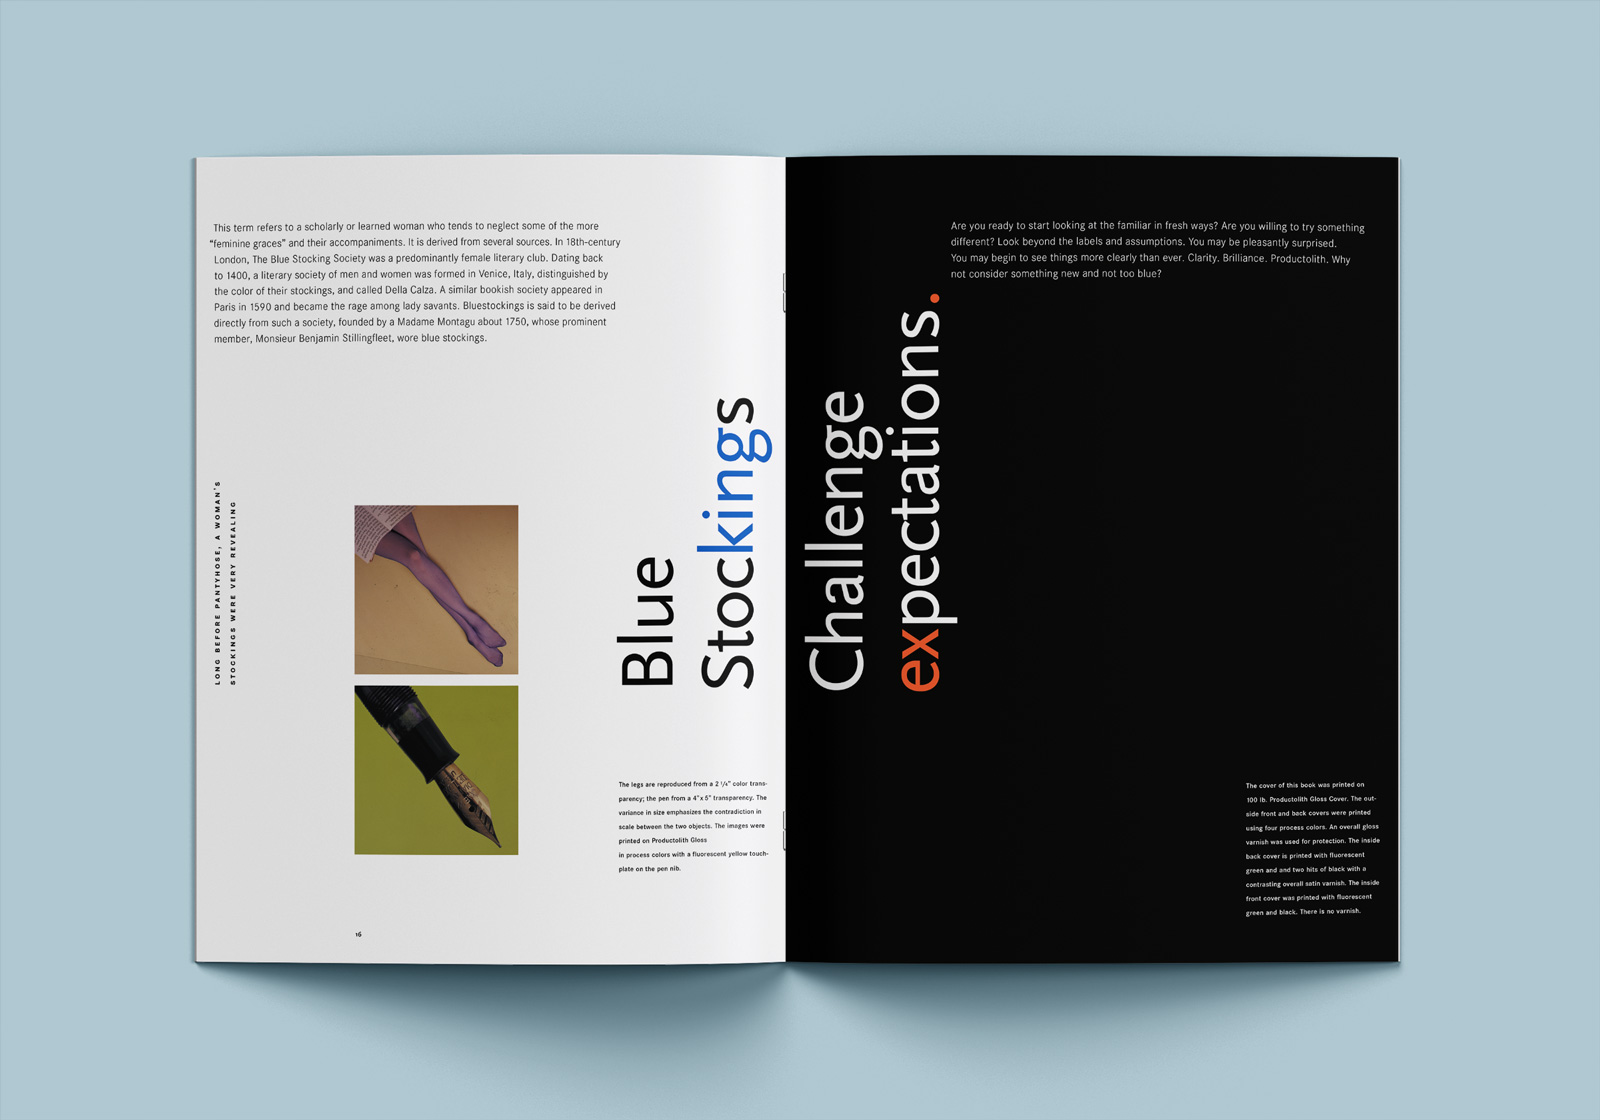 This term refers to a scholarly or learned woman who tends to neglect some of the more
“feminine graces” and their accompaniments. It is derived from several sources. In 18th-century
London, The Blue Stocking Society was a predominantly female literary club. Dating back
to 1400, a literary society of men and women was formed in Venice, Italy, distinguished by
the color of their stockings, and called Della Calza. A similar bookish society appeared in
Paris in 1590 and became the rage among lady savants. Bluestockings is said to be derived
directly from such a society, founded by a Madame Montagu about 1750, whose prominent
member, Monsieur Benjamin Stillingfleet, wore blue stockings.
LONG BEFORE PANTYHOSE, A WOMAN'S
STOCKINGS WERE VERY REVEALING
Blue
Stockings
The legs are reproduced from a 2 1/4" color trans-
parency; the pen from a 4"x 5" transparency. The
variance in size emphasizes the contradiction in
scale between the two objects. The images were
printed on Productolith Gloss
in process colors with a fluorescent yellow touch-
plate on the pen nib.
16
Are you ready to start looking at the familiar in fresh ways? Are you willing to try something
different? Look beyond the labels and assumptions. You may be pleasantly surprised.
You may begin to see things more clearly than ever. Clarity. Brilliance. Productolith. Why
not consider something new and not too blue?
Challenge
expectations.
The cover of this book was printed on
100 lb. Productolith Gloss Cover. The out-
side front and back covers were printed
using four process colors. An overall gloss
varnish was used for protection. The inside
back cover is printed with fluorescent
green and and two hits of black with a
contrasting overall satin varnish. The inside
front cover was printed with fluorescent
green and black. There is no varnish.